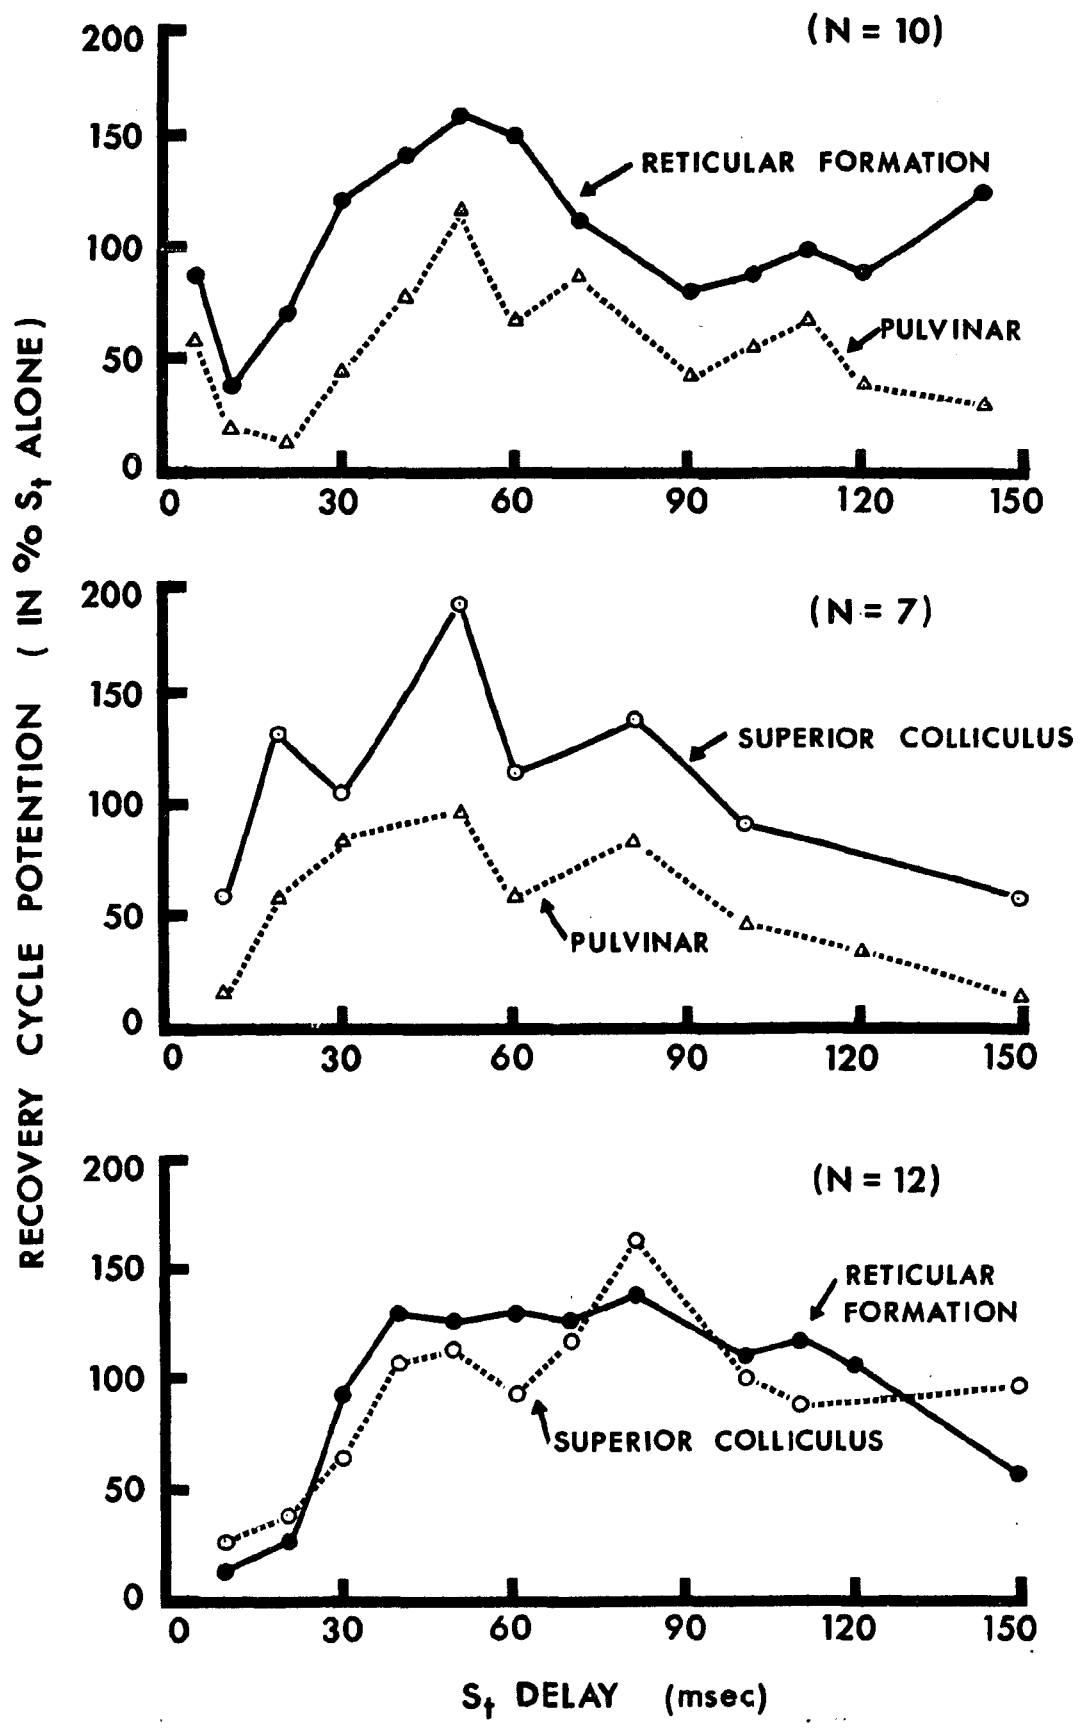 RECOVERY CYCLE POTENTION ( IN % St ALONE)
(N = 10)
200
150
100
50
0
RETICULAR FORMATION
PULVINAR
0 30 60 90 120 150
(N = 7)
200
150
100
50
0
SUPERIOR COLLICULUS
PULVINAR
0 30 60 90 120 150
(N = 12)
200
150
100
50
0
RETICULAR
FORMATION
SUPERIOR COLLICULUS
0 30 60 90 120 150
St DELAY (msec)